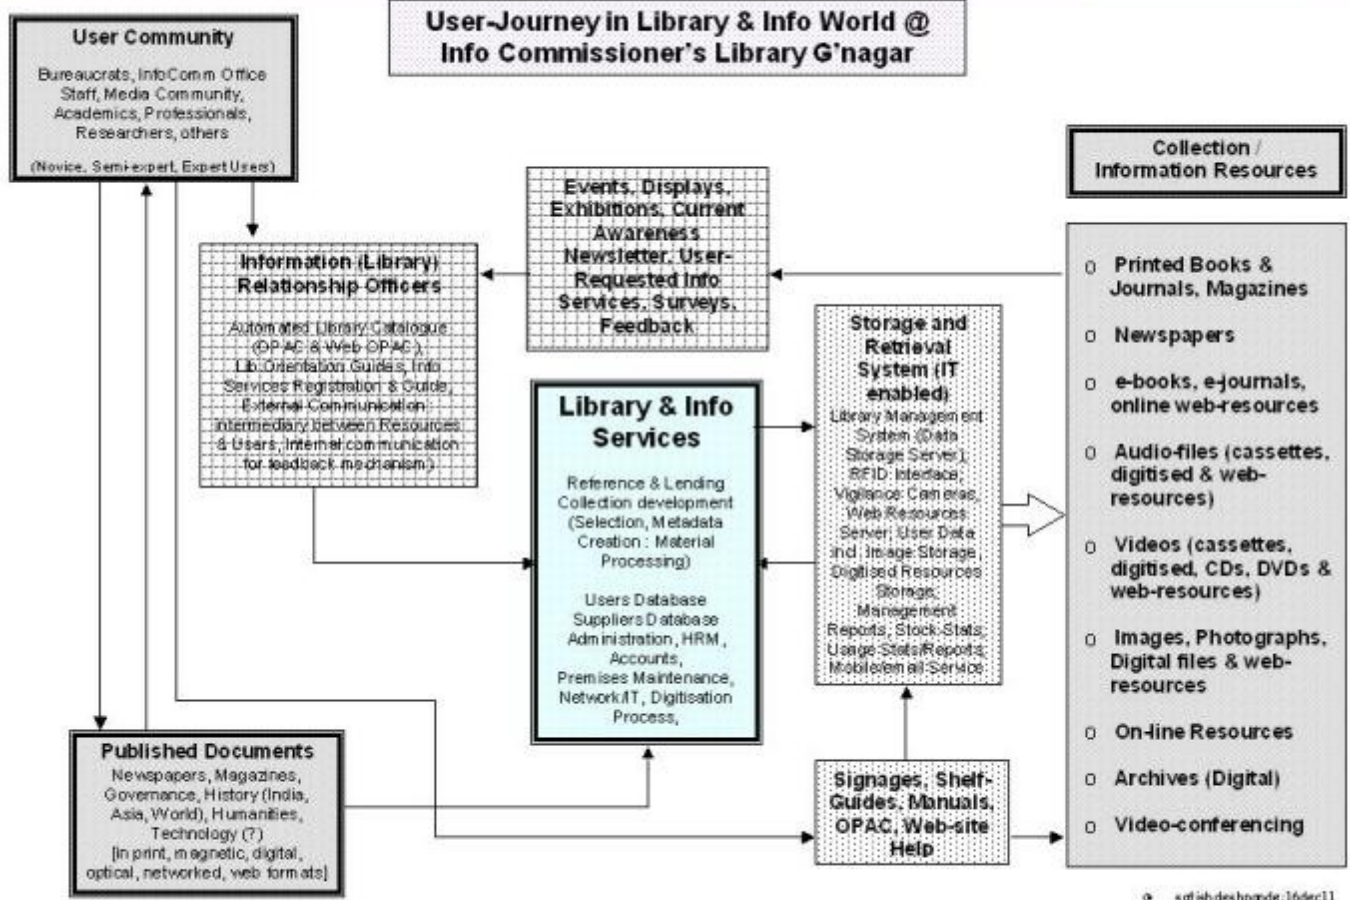 User-Journey in Library & Info World @
Info Commissioner's Library G'nagar
User Community
Bureaucrats, InfoComm Office
Staff, Media Community,
Academics, Professionals,
Researchers, others
(Novice, Semi-expert, Expert Users)
Collection /
Information Resources
Events, Displays,
Exhibitions, Current
Awareness
Newsletter, User-
Requested Info
Services, Surveys,
Feedback
Information (Library)
Relationship Officers
Automated Library Catalogue
(OPAC & Web OPAC),
Lib Orientation Guides, Info
Services Registration & Guide,
External Communication
intermediary between Resources
& Users, Internal communication
for feedback mechanism)
Library & Info
Services
Reference & Lending
Collection development
(Selection, Metadata
Creation : Material
Processing)
Users Database
Suppliers Database
Administration, HRM,
Accounts,
Premises Maintenance,
Network/IT, Digitisation
Process,
Storage and
Retrieval
System (IT
enabled)
Library Management
System (Data
Storage Server),
RFID Interface,
Vigilance Cameras,
Web Resources
Server, User Data
incl. Image Storage,
Digitised Resources
Storage,
Management
Reports, Stock Stats,
Usage Stats/Reports,
Mobile/email Service
o Printed Books &
Journals, Magazines
o Newspapers
o e-books, e-journals,
online web-resources
o Audio-files (cassettes,
digitised & web-
resources)
o Videos (cassettes,
digitised, CDs, DVDs &
web-resources)
o Images, Photographs,
Digital files & web-
resources
o On-line Resources
o Archives (Digital)
o Video-conferencing
Published Documents
Newspapers, Magazines,
Governance, History (India,
Asia, World), Humanities,
Technology (?)
[in print, magnetic, digital,
optical, networked, web formats]
Signages, Shelf-
Guides, Manuals,
OPAC, Web-site
Help